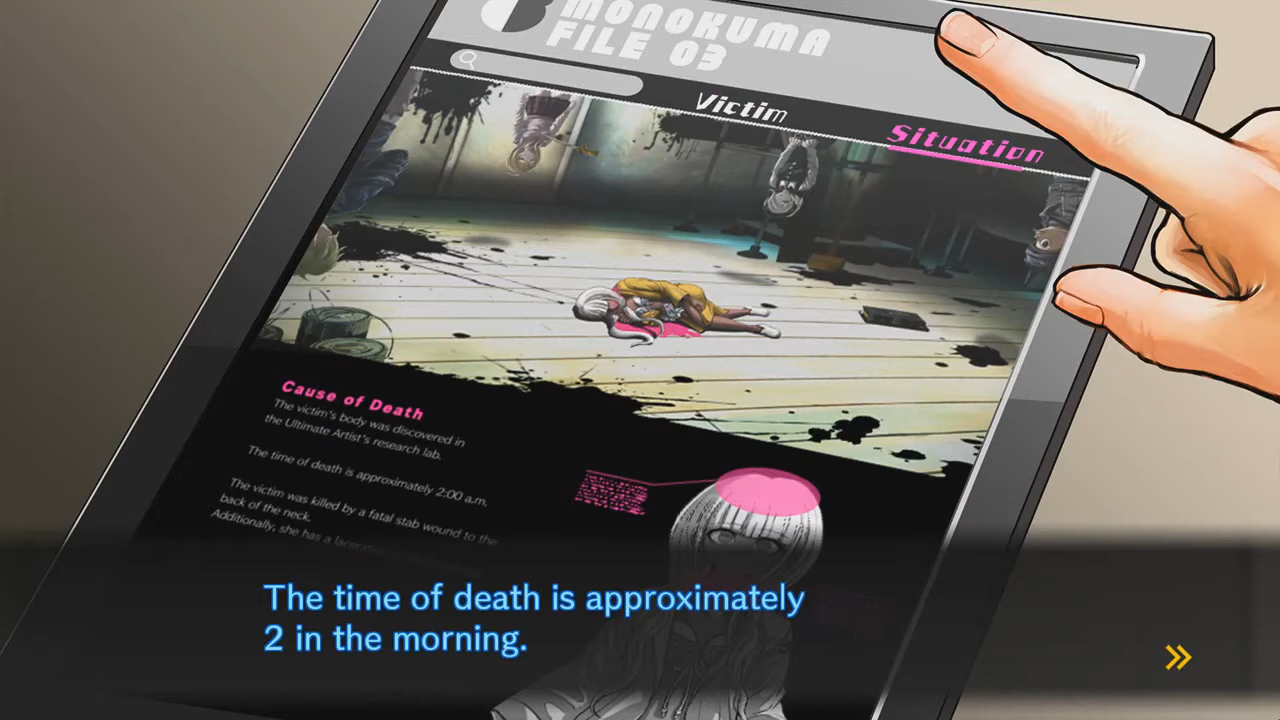 MONOKUMA
FILE 03
Victim
Situation
Cause of Death
The victim's body was discovered in
the Ultimate Artist's research lab.
The time of death is approximately 2:00 a.m.
The victim was killed by a fatal stab wound to the
back of the neck.
Additionally, she has a laceration
The time of death is approximately
2 in the morning.